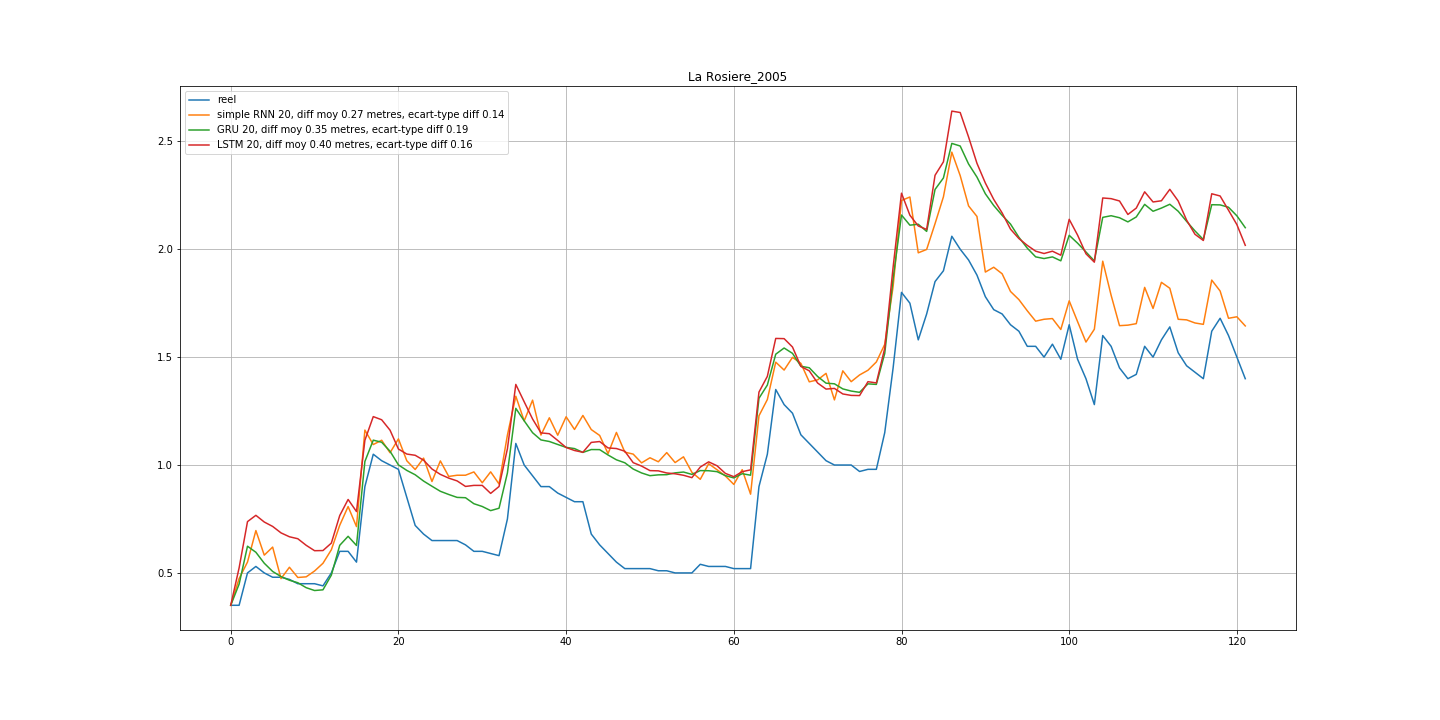 La Rosiere_2005
reel
simple RNN 20, diff moy 0.27 metres, ecart-type diff 0.14
GRU 20, diff moy 0.35 metres, ecart-type diff 0.19
LSTM 20, diff moy 0.40 metres, ecart-type diff 0.16
2.5
2.0
1.5
1.0
0.5
0 20 40 60 80 100 120